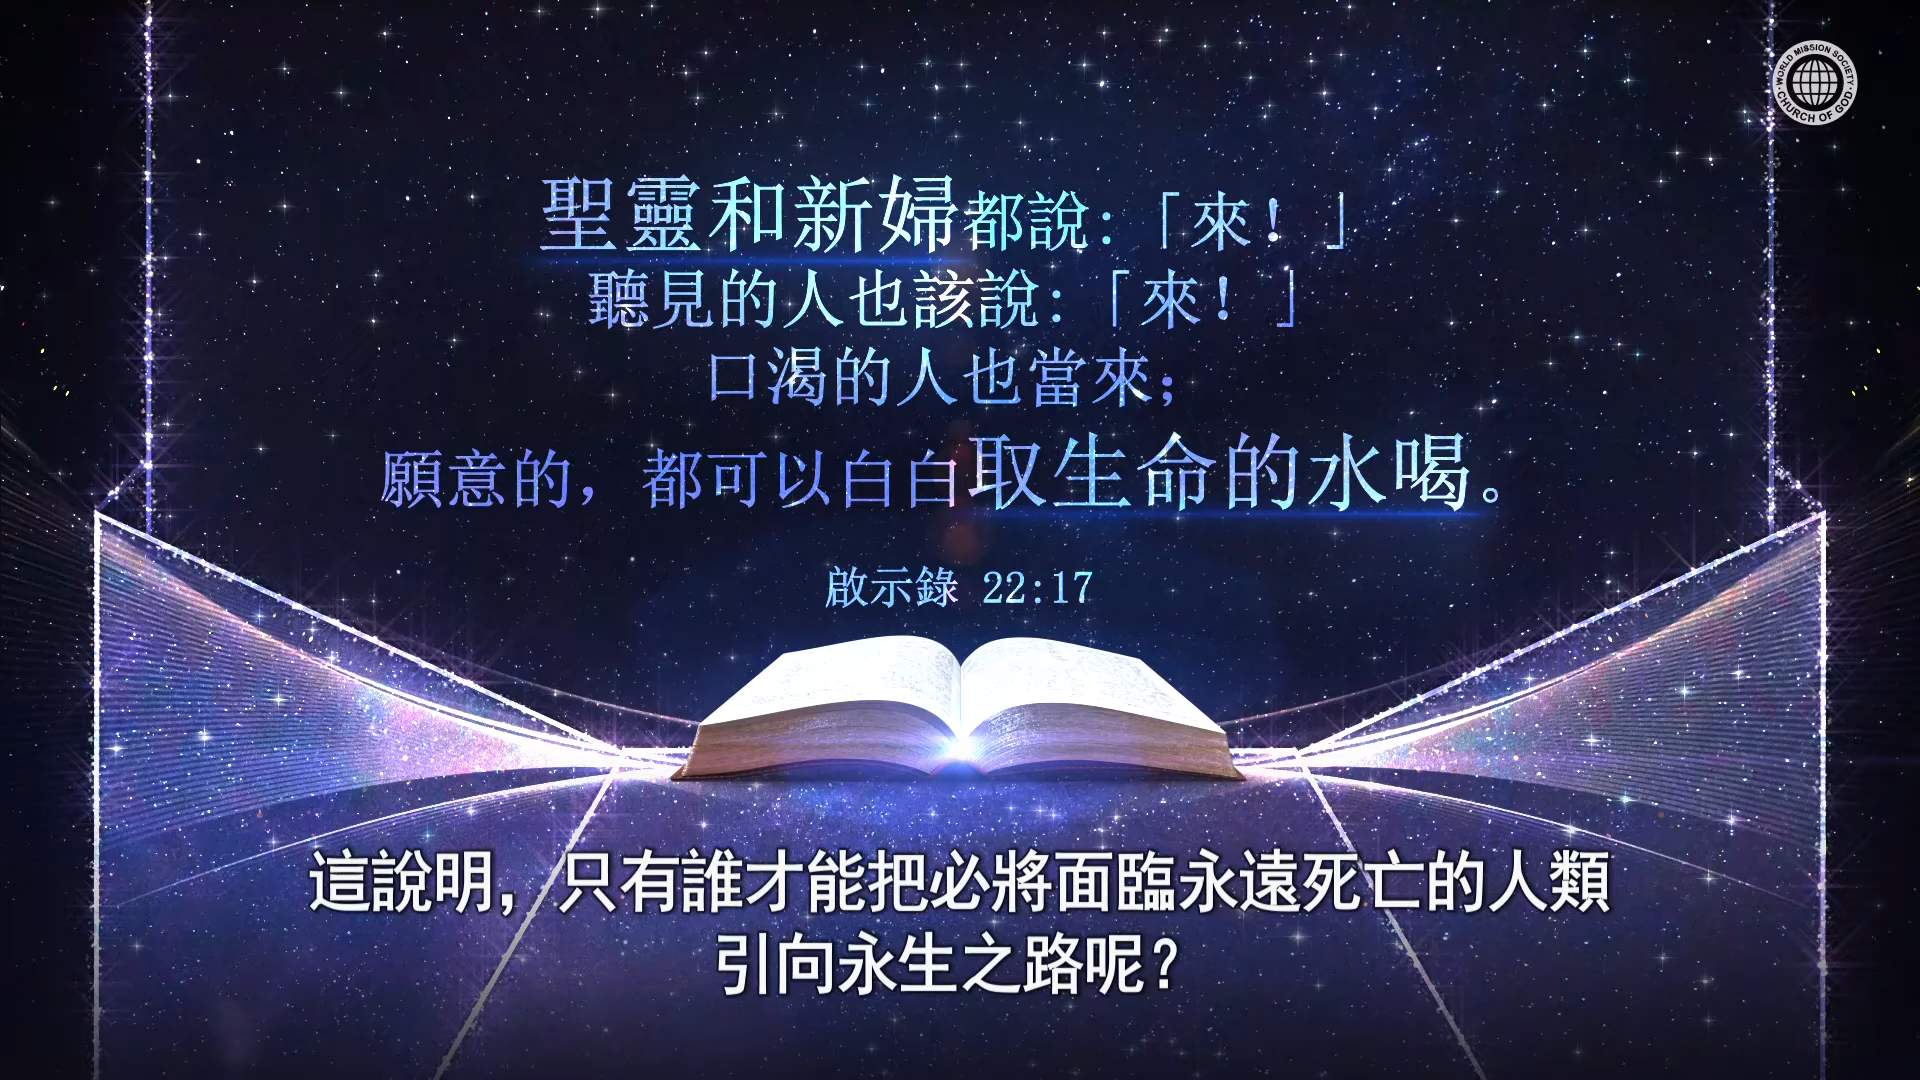 WORLD MISSION SOCIETY
CHURCH OF GOD
聖靈和新婦都說:「來!」
聽見的人也該說:「來!」
口渴的人也當來;
願意的,都可以白白取生命的水喝。
啟示錄 22:17
這說明,只有誰才能把必將面臨永遠死亡的人類
引向永生之路呢?